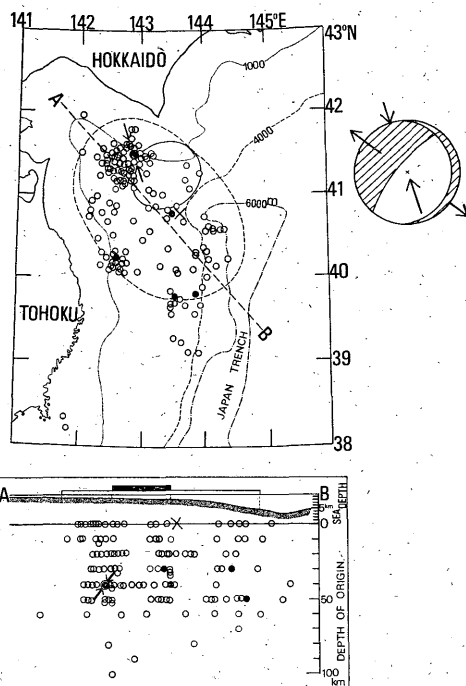 141 142 143 144 145°E
43°N
HOKKAIDŌ
1000
A
42
4000
41
6000m
40
TOHOKU
B
39
JAPAN TRENCH
38
A B
5km
SEA DEPTH
0
50
DEPTH OF ORIGIN
100
km